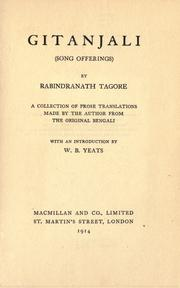 GITANJALI
(SONG OFFERINGS)
BY
RABINDRANATH TAGORE
A COLLECTION OF PROSE TRANSLATIONS
MADE BY THE AUTHOR FROM
THE ORIGINAL BENGALI
WITH AN INTRODUCTION BY
W. B. YEATS
MACMILLAN AND CO., LIMITED
ST. MARTIN'S STREET, LONDON
1914